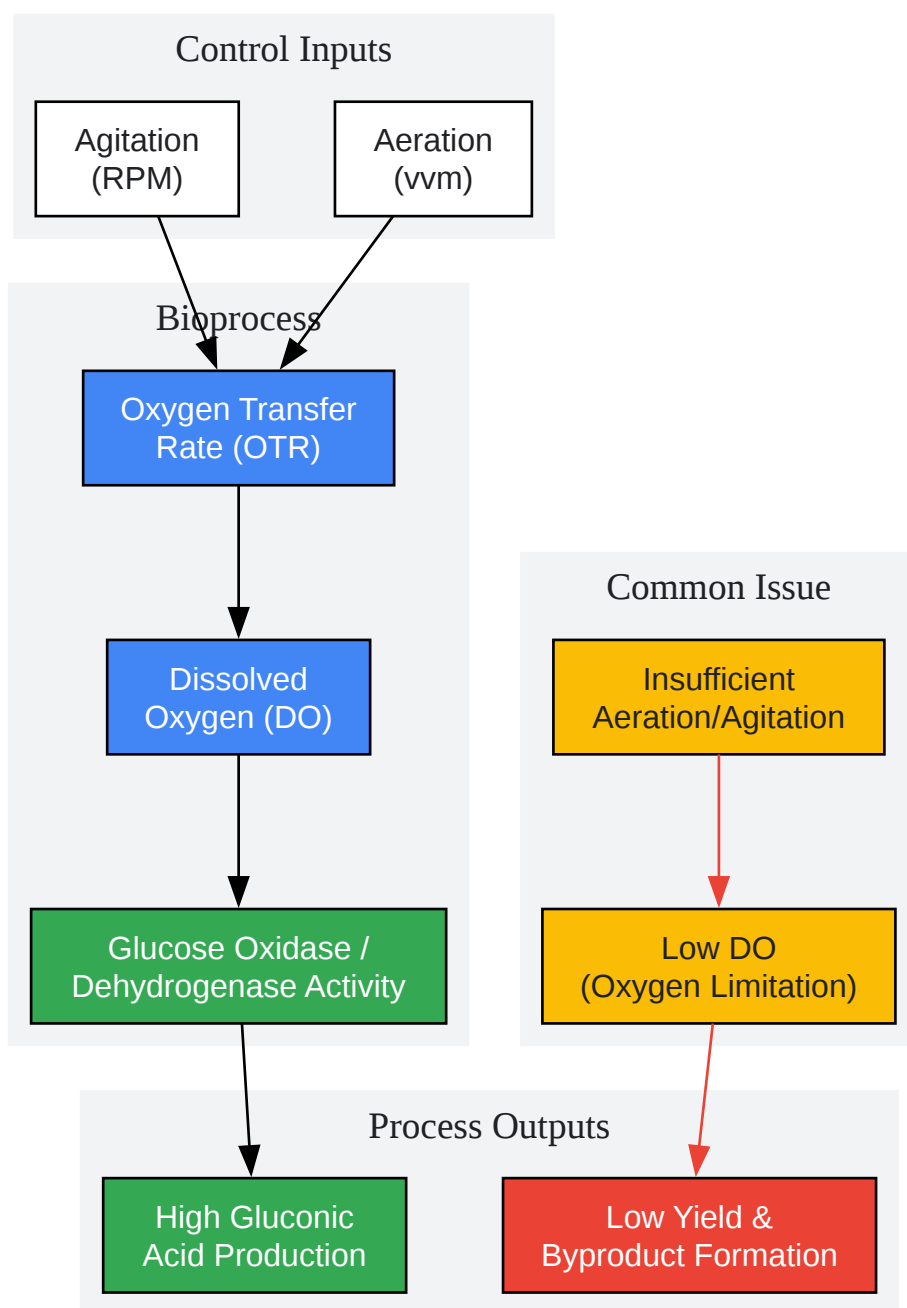 Control Inputs
Agitation
(RPM)
Aeration
(vvm)
Bioprocess
Oxygen Transfer
Rate (OTR)
Dissolved
Oxygen (DO)
Glucose Oxidase /
Dehydrogenase Activity
Common Issue
Insufficient
Aeration/Agitation
Low DO
(Oxygen Limitation)
Process Outputs
High Gluconic
Acid Production
Low Yield &
Byproduct Formation